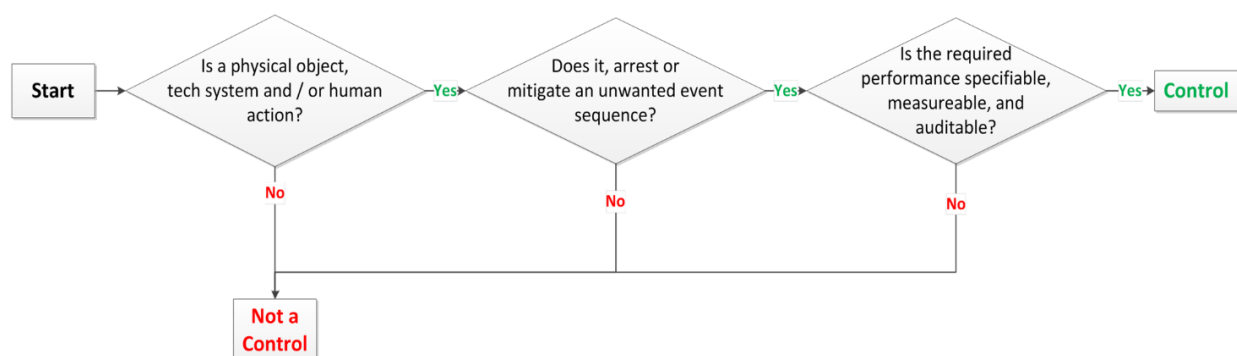 Start
Is a physical object,
tech system and / or human
action?
Yes
Does it, arrest or
mitigate an unwanted event
sequence?
Yes
Is the required
performance specifiable,
measureable, and
auditable?
Yes
Control
No
No
No
Not a
Control